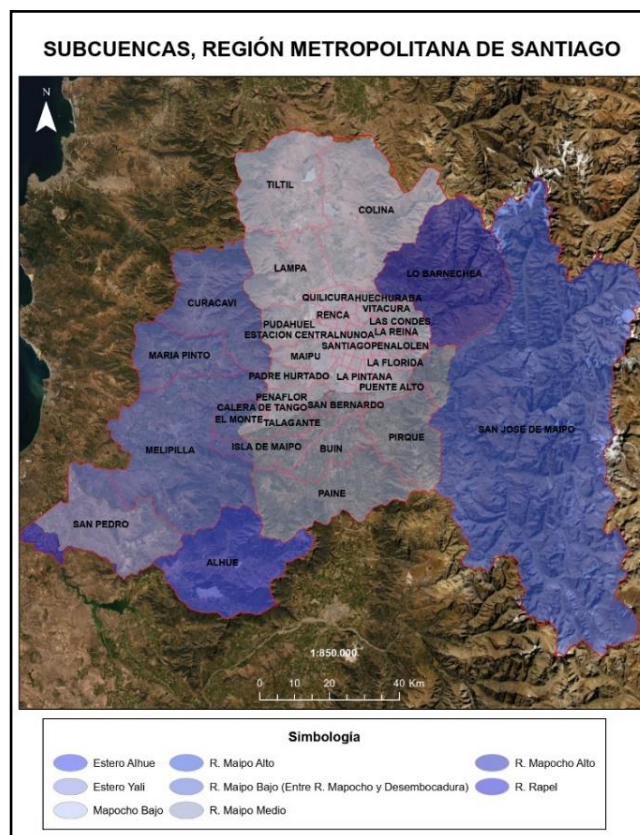 SUBCUENCAS, REGIÓN METROPOLITANA DE SANTIAGO
N
TILTIL
COLINA
LAMPA
LO BARNECHEA
CURACAVI
QUILICURA HUECHURABA
RENCA
VITACURA
PUDAHUEL
LAS CONDES
ESTACION CENTRAL NUNOA
LA REINA
SANTIAGO PENALOLEN
MARIA PINTO
MAIPU
LA FLORIDA
PADRE HURTADO
LA PINTANA
PUENTE ALTO
PENAFLOR
CALERA DE TANGO
SAN BERNARDO
EL MONTE
TALAGANTE
SAN JOSE DE MAIPO
PIRQUE
MELIPILLA
ISLA DE MAIPO
BUIN
PAINE
SAN PEDRO
ALHUE
1:850.000
0 10 20 40 Km
Simbología
Estero Alhue
R. Maipo Alto
R. Mapocho Alto
Estero Yali
R. Maipo Bajo (Entre R. Mapocho y Desembocadura)
R. Rapel
Mapocho Bajo
R. Maipo Medio